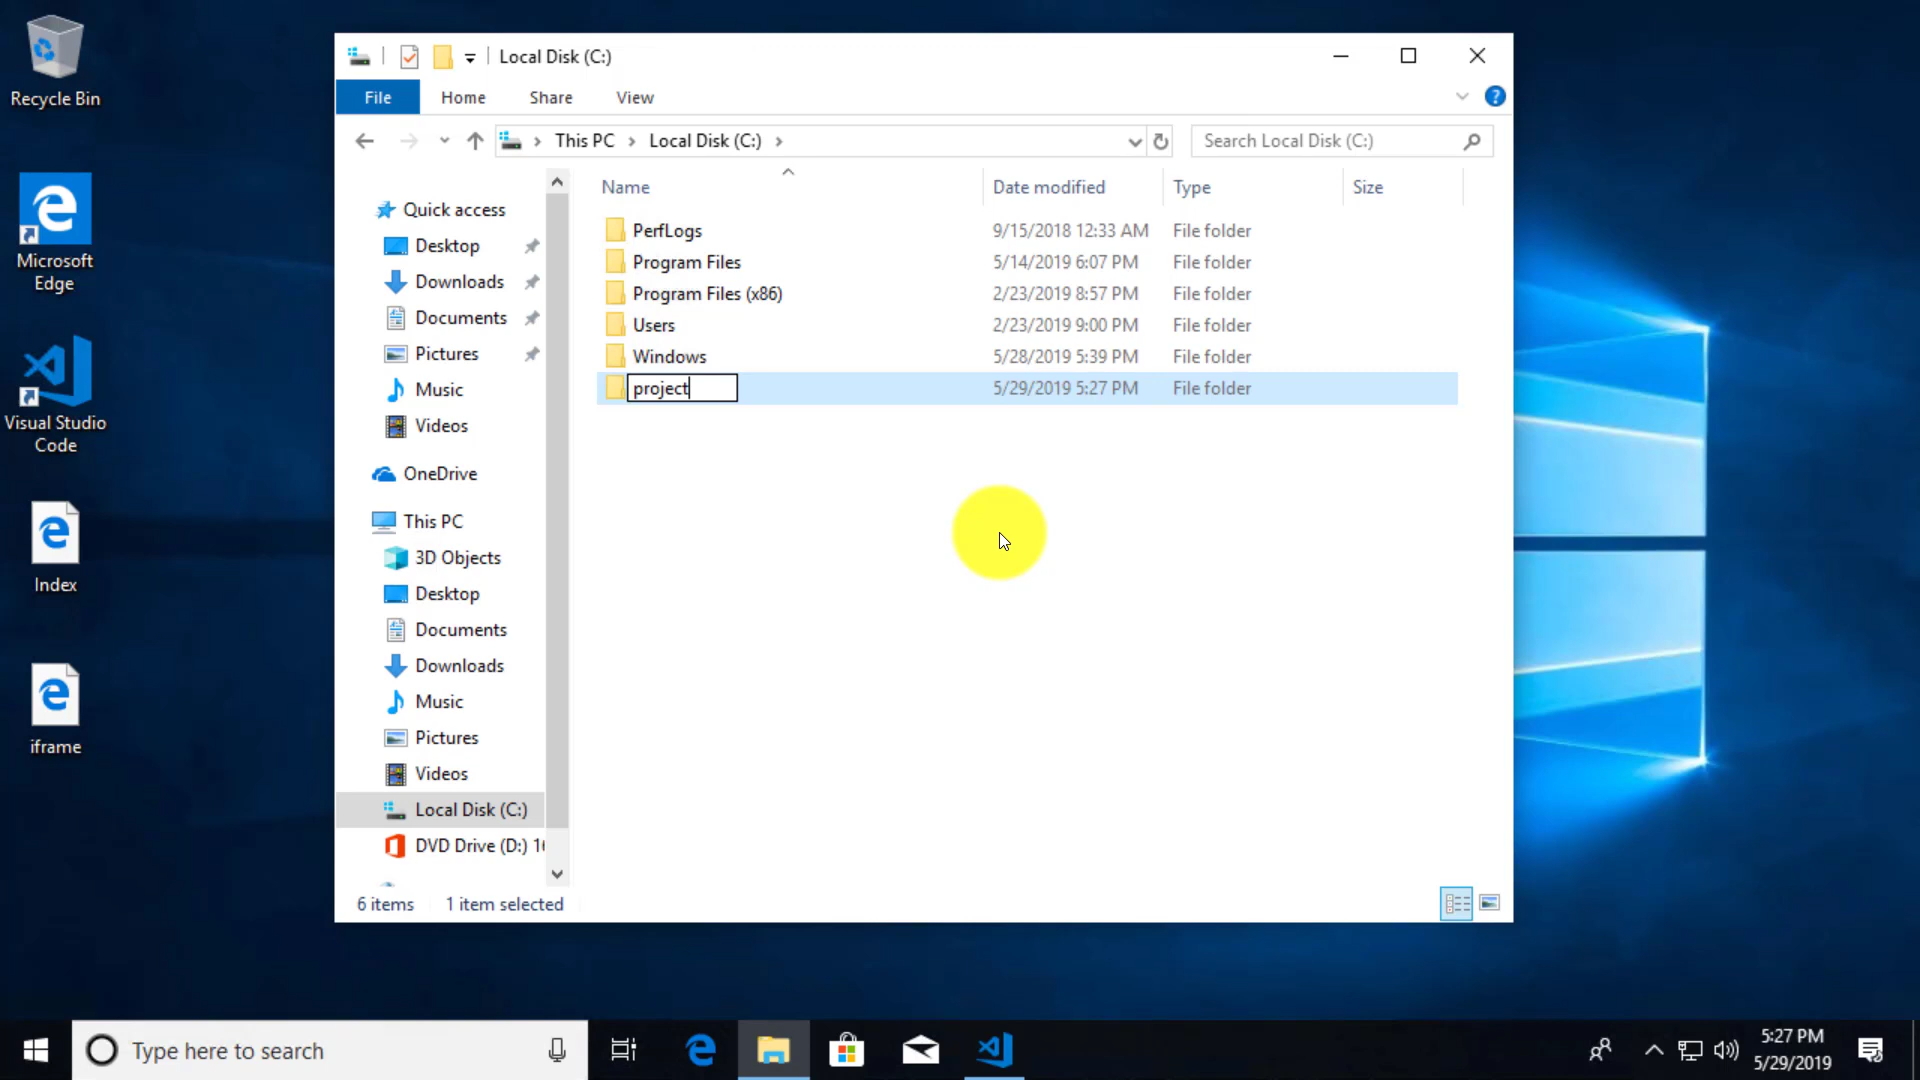 Recycle Bin
Microsoft
Edge
Visual Studio
Code
Index
iframe
Local Disk (C:)
File
Home
Share
View
?
This PC
Local Disk (C:)
Search Local Disk (C:)
Quick access
Desktop
Downloads
Documents
Pictures
Music
Videos
OneDrive
This PC
3D Objects
Desktop
Documents
Downloads
Music
Pictures
Videos
Local Disk (C:)
DVD Drive (D:) 1
Name
Date modified
Type
Size
PerfLogs 9/15/2018 12:33 AM File folder
Program Files 5/14/2019 6:07 PM File folder
Program Files (x86) 2/23/2019 8:57 PM File folder
Users 2/23/2019 9:00 PM File folder
Windows 5/28/2019 5:39 PM File folder
project 5/29/2019 5:27 PM File folder
6 items
1 item selected
Type here to search
5:27 PM
5/29/2019